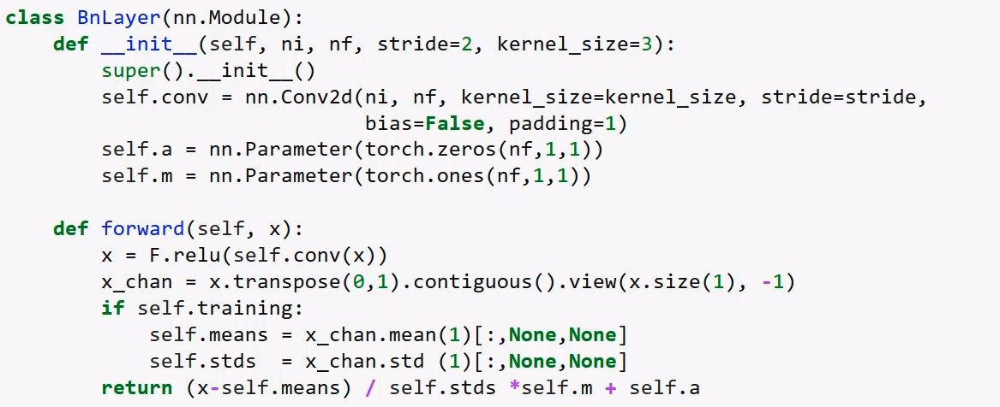 class BnLayer(nn.Module):
    def __init__(self, ni, nf, stride=2, kernel_size=3):
        super().__init__()
        self.conv = nn.Conv2d(ni, nf, kernel_size=kernel_size, stride=stride,
                              bias=False, padding=1)
        self.a = nn.Parameter(torch.zeros(nf,1,1))
        self.m = nn.Parameter(torch.ones(nf,1,1))

    def forward(self, x):
        x = F.relu(self.conv(x))
        x_chan = x.transpose(0,1).contiguous().view(x.size(1), -1)
        if self.training:
            self.means = x_chan.mean(1)[:,None,None]
            self.stds  = x_chan.std (1)[:,None,None]
        return (x-self.means) / self.stds *self.m + self.a